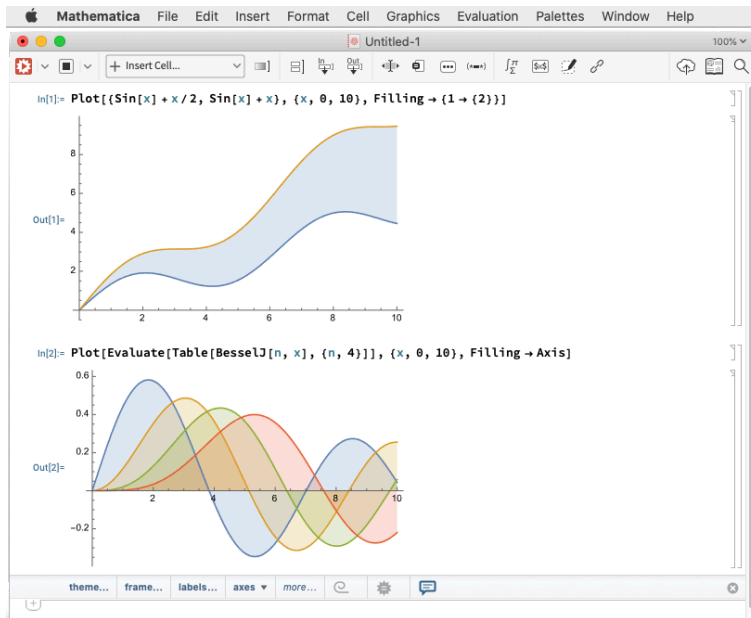 Mathematica File Edit Insert Format Cell Graphics Evaluation Palettes Window Help
Untitled-1
100%
Insert Cell...
In[1]:= Plot[{Sin[x] + x / 2, Sin[x] + x}, {x, 0, 10}, Filling → {1 → {2}}]
8
6
Out[1]=
4
2
2 4 6 8 10
In[2]:= Plot[Evaluate[Table[BesselJ[n, x], {n, 4}]], {x, 0, 10}, Filling → Axis]
0.6
0.4
0.2
Out[2]=
2 4 6 8 10
-0.2
theme... frame... labels... axes more...